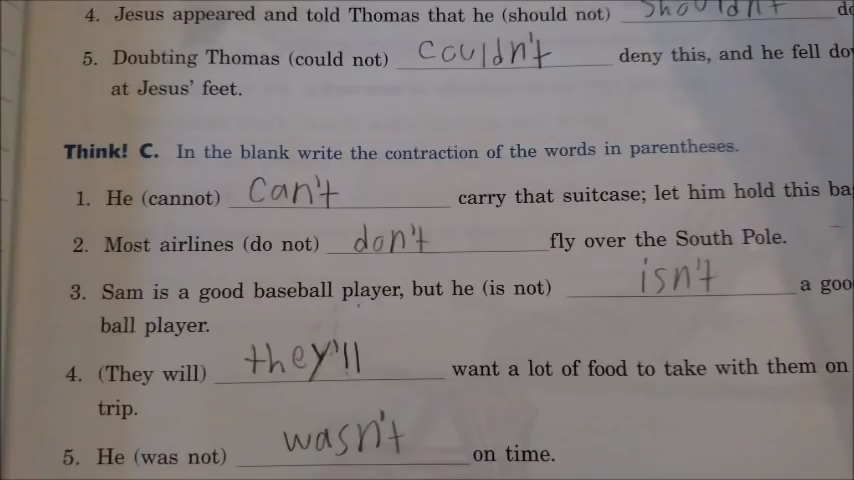 4. Jesus appeared and told Thomas that he (should not) shouldn't
5. Doubting Thomas (could not) couldn't deny this, and he fell
at Jesus' feet.
Think! C. In the blank write the contraction of the words in parentheses.
1. He (cannot) can't carry that suitcase; let him hold this
2. Most airlines (do not) don't fly over the South Pole.
3. Sam is a good baseball player, but he (is not) isn't a
ball player.
4. (They will) they'll want a lot of food to take with them on
trip.
5. He (was not) wasn't on time.